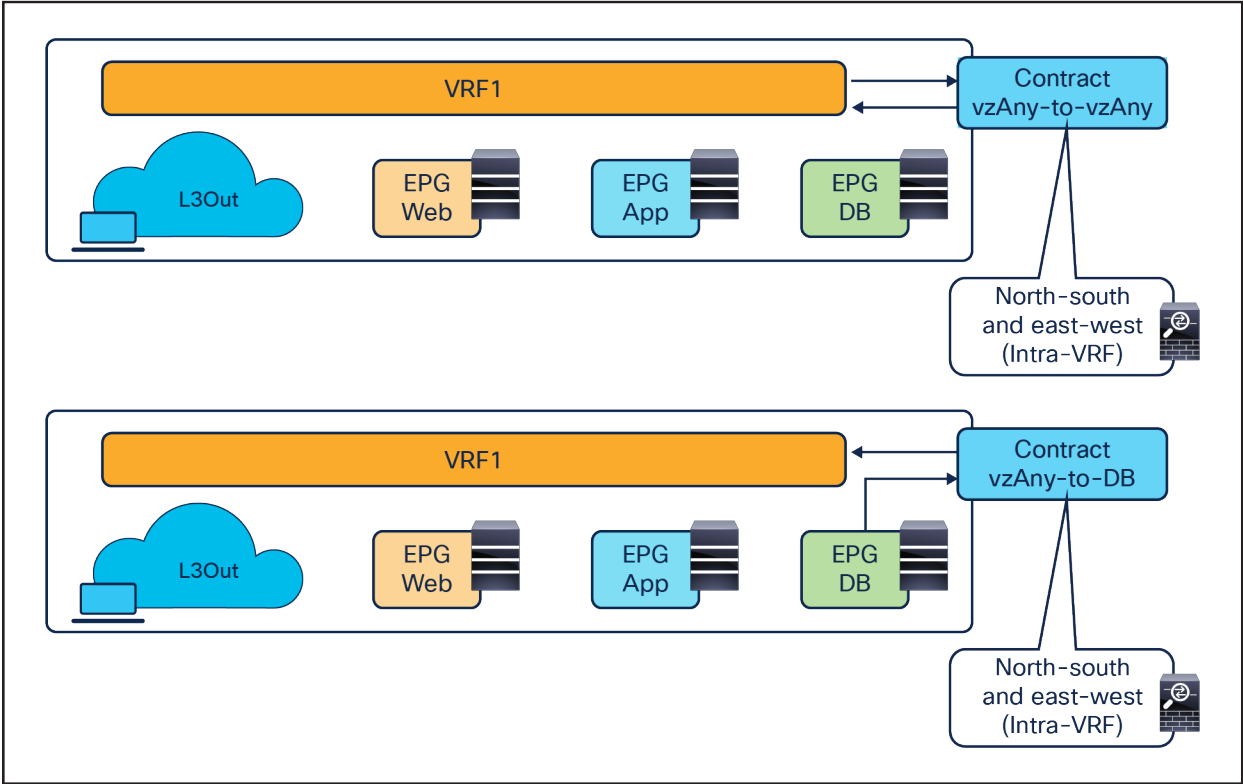 VRF1
Contract
vzAny-to-vzAny
L3Out
EPG
Web
EPG
App
EPG
DB
North-south
and east-west
(Intra-VRF)
VRF1
Contract
vzAny-to-DB
L3Out
EPG
Web
EPG
App
EPG
DB
North-south
and east-west
(Intra-VRF)